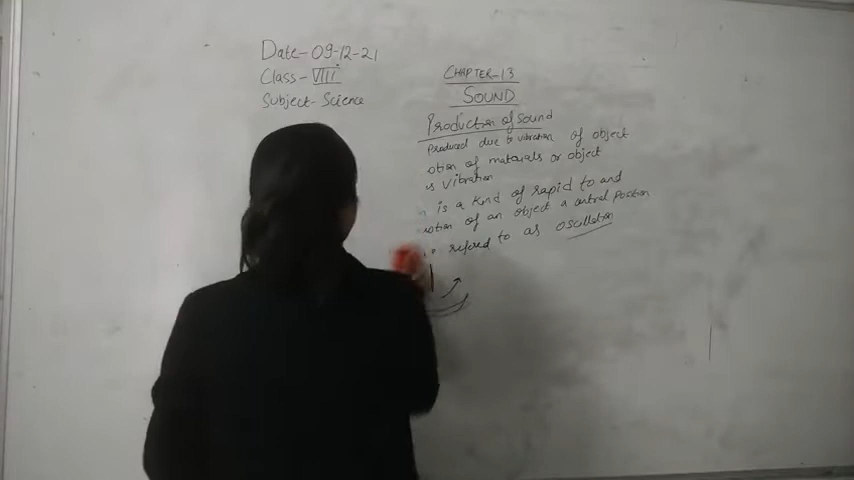 Date- 09-12-21
Class- VIII
Subject- Science
CHAPTER-13
SOUND
Production of sound
Produced due to vibration of object
otion of materials or object
is vibration
is a kind of rapid to and
otion of an object a central position
refered to as oscillation